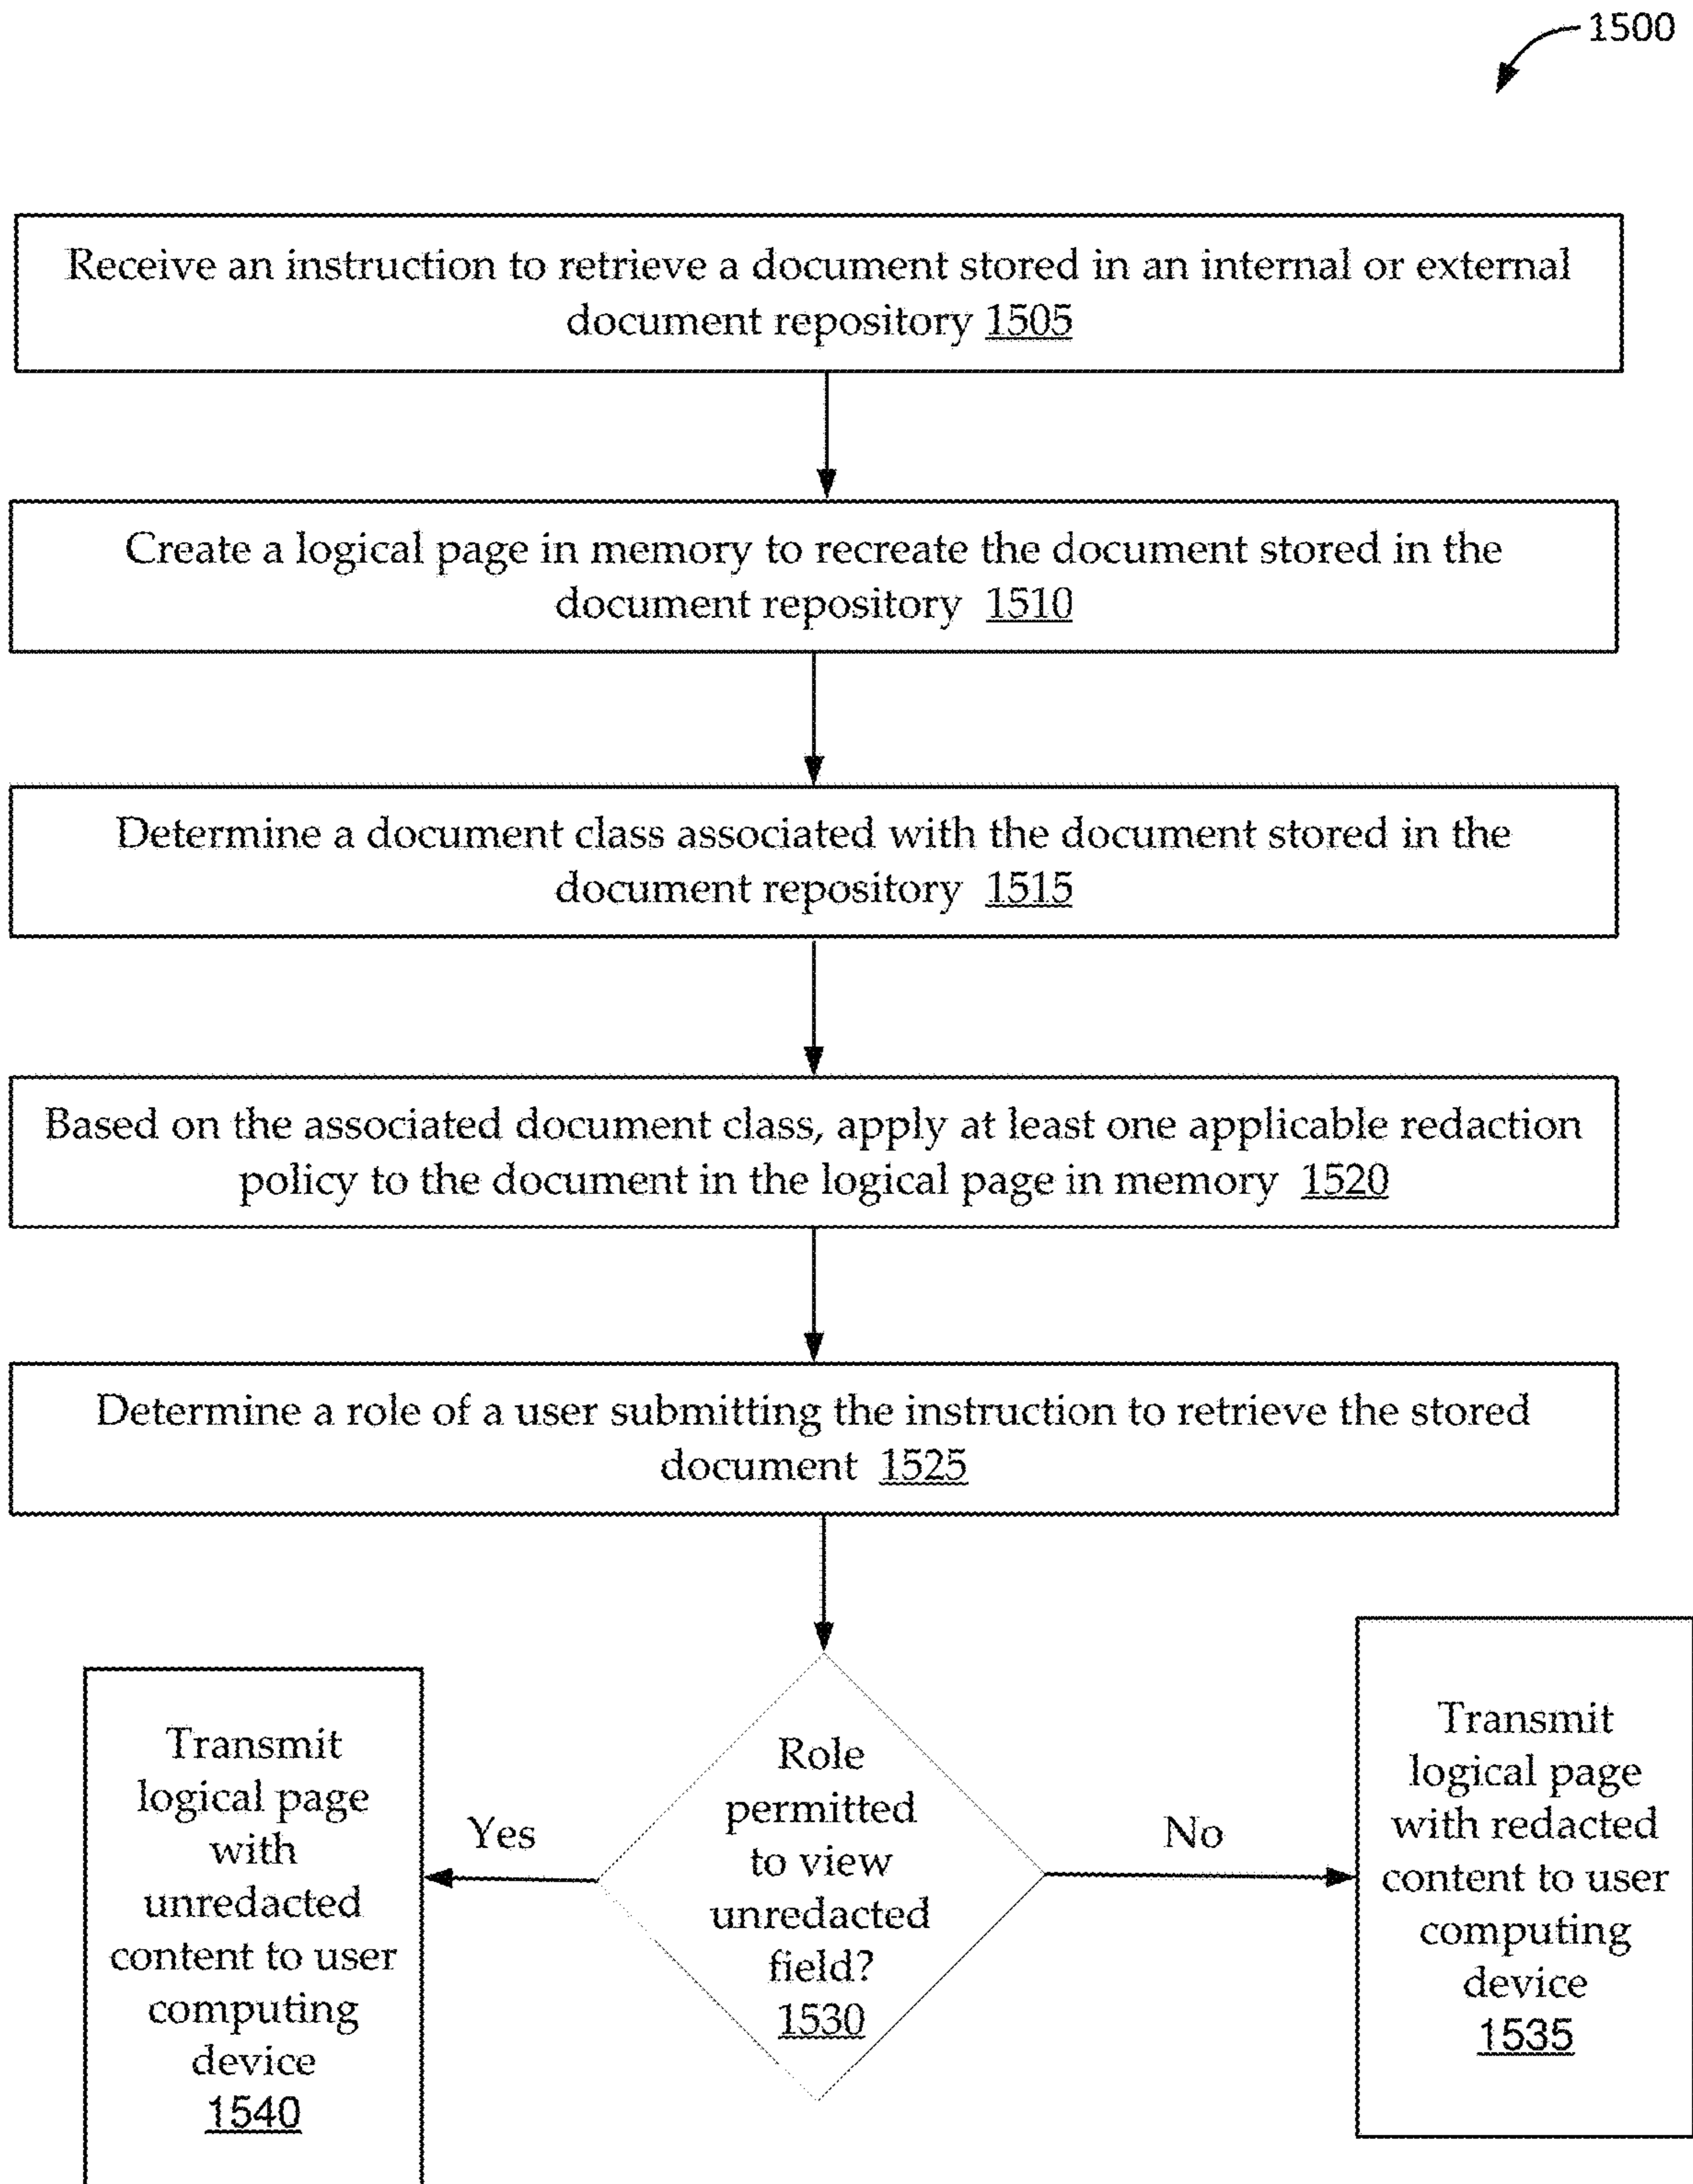 1500
Receive an instruction to retrieve a document stored in an internal or external
document repository 1505
Create a logical page in memory to recreate the document stored in the
document repository 1510
Determine a document class associated with the document stored in the
document repository 1515
Based on the associated document class, apply at least one applicable redaction
policy to the document in the logical page in memory 1520
Determine a role of a user submitting the instruction to retrieve the stored
document 1525
Transmit
logical page
with
unredacted
content to user
computing
device
1540
Yes
Role
permitted
to view
unredacted
field?
1530
No
Transmit
logical page
with redacted
content to user
computing
device
1535